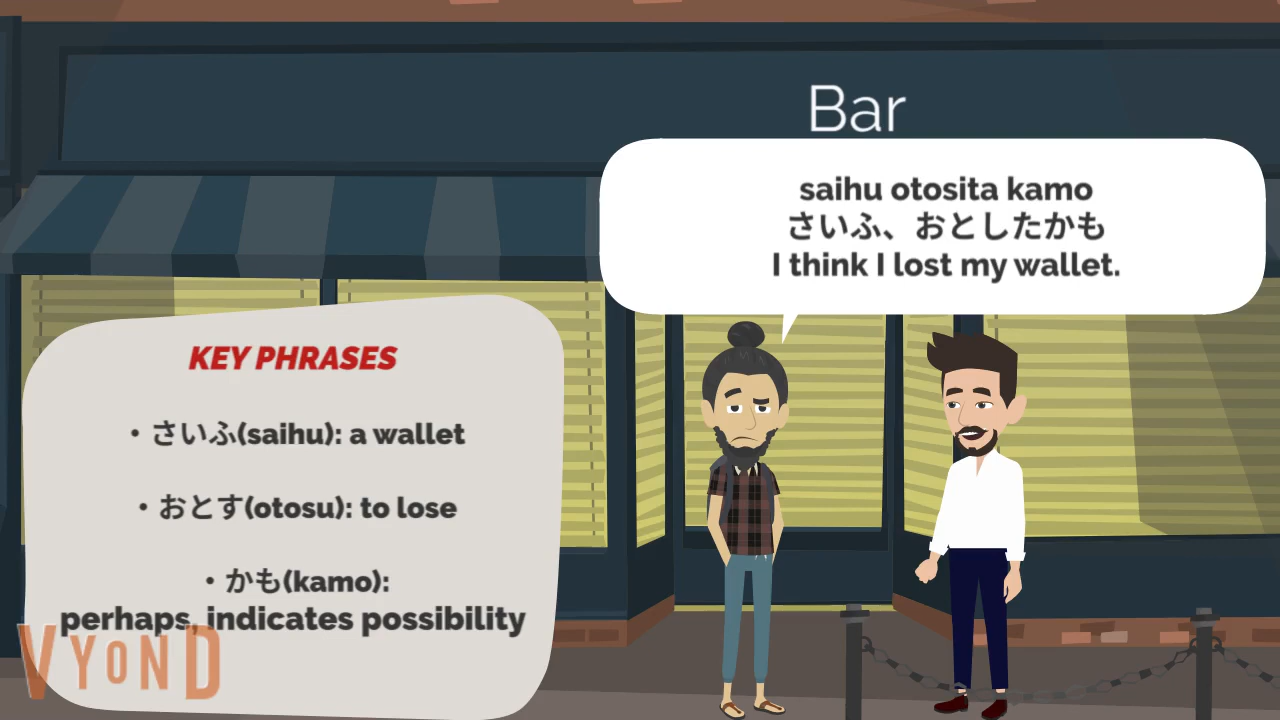 Bar
saihu otosita kamo
さいふ、おとしたかも
I think I lost my wallet.
KEY PHRASES
・さいふ(saihu): a wallet
・おとす(otosu): to lose
・かも(kamo):
perhaps, indicates possibility
VYOND